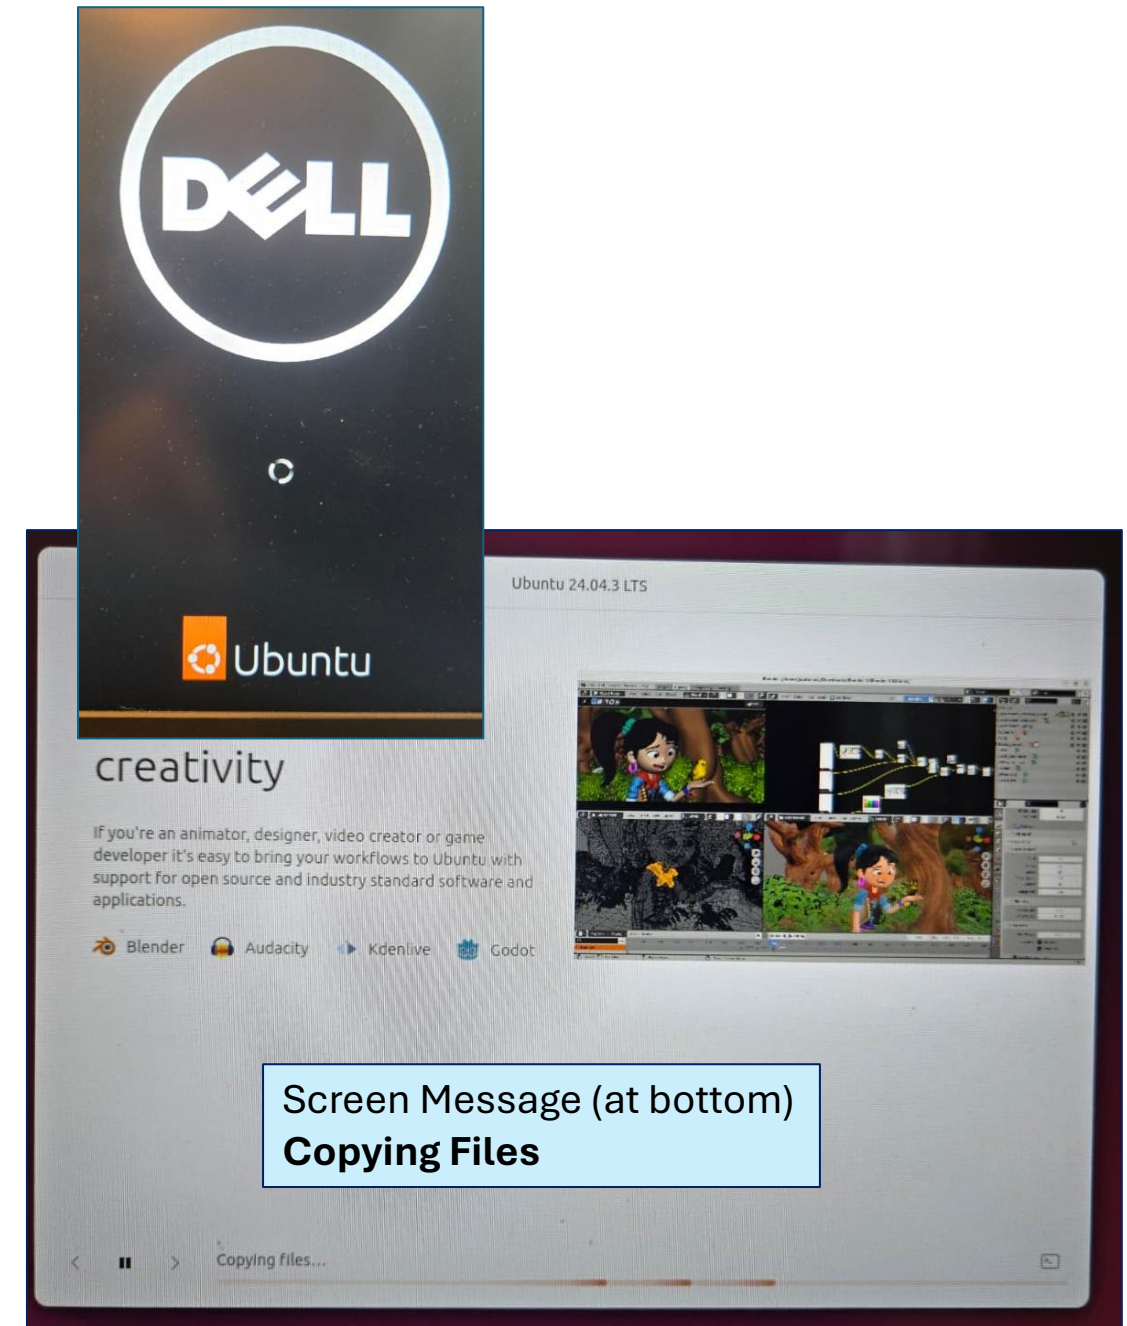 DELL
Ubuntu
Ubuntu 24.04.3 LTS
creativity
If you're an animator, designer, video creator or game
developer it's easy to bring your workflows to Ubuntu with
support for open source and industry standard software and
applications.
Blender Audacity Kdenlive Godot
Screen Message (at bottom)
Copying Files
Copying files...